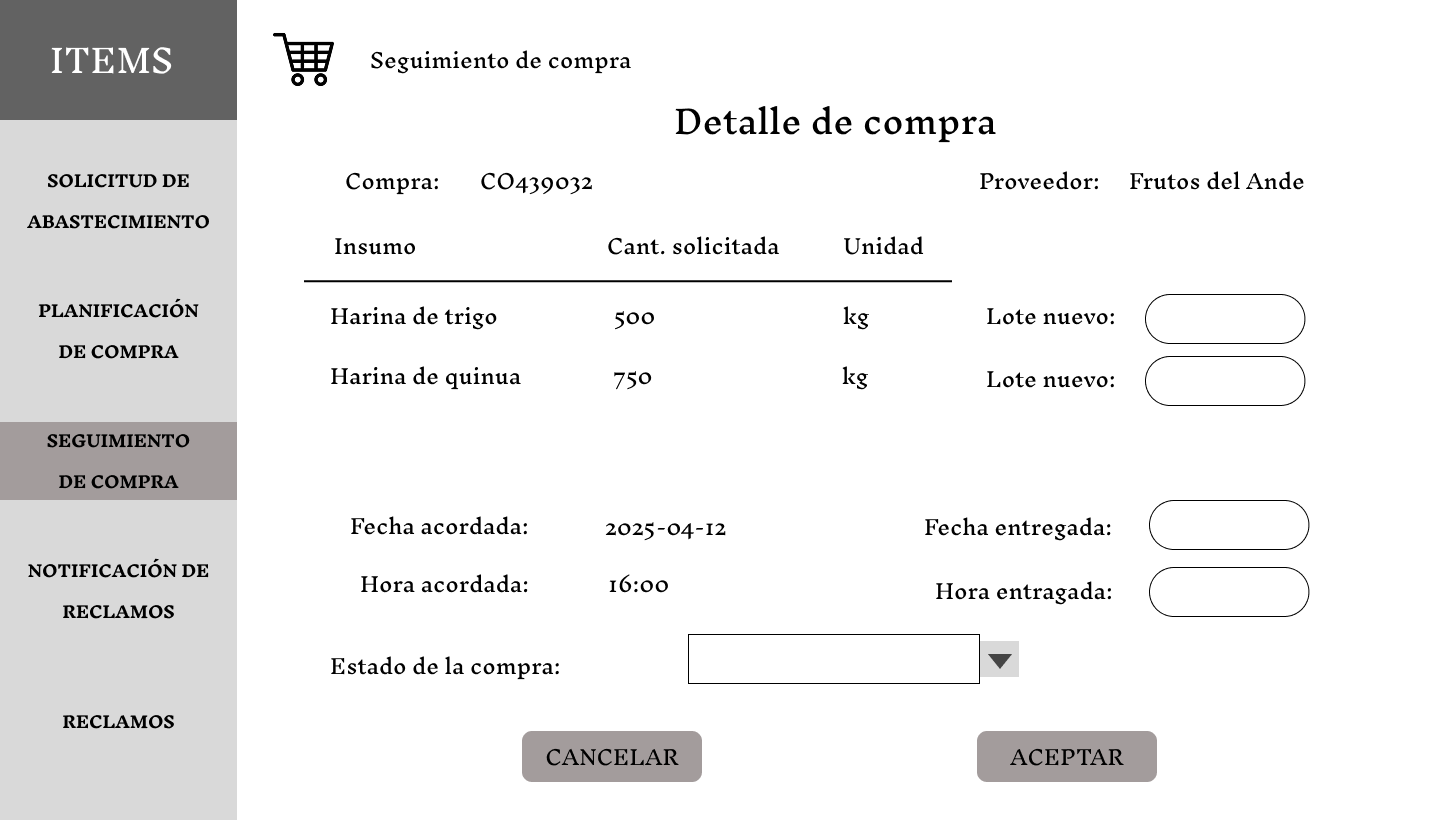 ITEMS
SOLICITUD DE
ABASTECIMIENTO
PLANIFICACIÓN
DE COMPRA
SEGUIMIENTO
DE COMPRA
NOTIFICACIÓN DE
RECLAMOS
RECLAMOS
Seguimiento de compra
Detalle de compra
Compra: CO439032 Proveedor: Frutos del Ande
Insumo Cant. solicitada Unidad
Harina de trigo 500 kg Lote nuevo:
Harina de quinua 750 kg Lote nuevo:
Fecha acordada: 2025-04-12 Fecha entregada:
Hora acordada: 16:00 Hora entragada:
Estado de la compra:
CANCELAR ACEPTAR